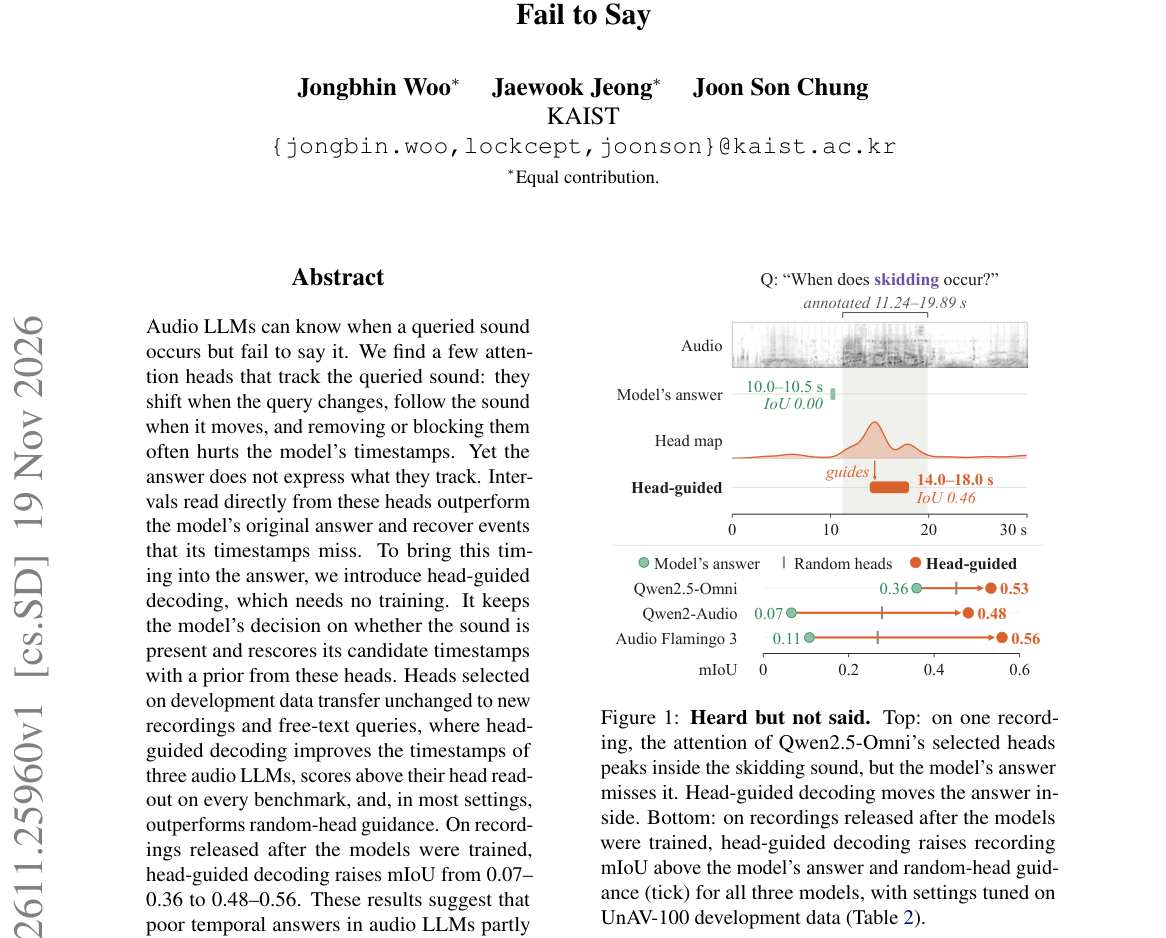 Fail to Say
Jongbhin Woo* Jaewook Jeong* Joon Son Chung
KAIST
{jongbin.woo,lockcept,joonson}@kaist.ac.kr
*Equal contribution.
2611.25960v1 [cs.SD] 19 Nov 2026
Abstract
Audio LLMs can know when a queried sound
occurs but fail to say it. We find a few atten-
tion heads that track the queried sound: they
shift when the query changes, follow the sound
when it moves, and removing or blocking them
often hurts the model's timestamps. Yet the
answer does not express what they track. Inter-
vals read directly from these heads outperform
the model's original answer and recover events
that its timestamps miss. To bring this tim-
ing into the answer, we introduce head-guided
decoding, which needs no training. It keeps
the model's decision on whether the sound is
present and rescores its candidate timestamps
with a prior from these heads. Heads selected
on development data transfer unchanged to new
recordings and free-text queries, where head-
guided decoding improves the timestamps of
three audio LLMs, scores above their head read-
out on every benchmark, and, in most settings,
outperforms random-head guidance. On record-
ings released after the models were trained,
head-guided decoding raises mIoU from 0.07–
0.36 to 0.48–0.56. These results suggest that
poor temporal answers in audio LLMs partly
Q: “When does skidding occur?”
annotated 11.24–19.89 s
Audio
Model's answer
10.0–10.5 s
IoU 0.00
Head map
guides
Head-guided
14.0–18.0 s
IoU 0.46
0 10 20 30 s
Model's answer Random heads Head-guided
Qwen2.5-Omni 0.36 0.53
Qwen2-Audio 0.07 0.48
Audio Flamingo 3 0.11 0.56
mIoU 0 0.2 0.4 0.6
Figure 1: Heard but not said. Top: on one record-
ing, the attention of Qwen2.5-Omni's selected heads
peaks inside the skidding sound, but the model's answer
misses it. Head-guided decoding moves the answer in-
side. Bottom: on recordings released after the models
were trained, head-guided decoding raises recording
mIoU above the model's answer and random-head guid-
ance (tick) for all three models, with settings tuned on
UnAV-100 development data (Table 2).